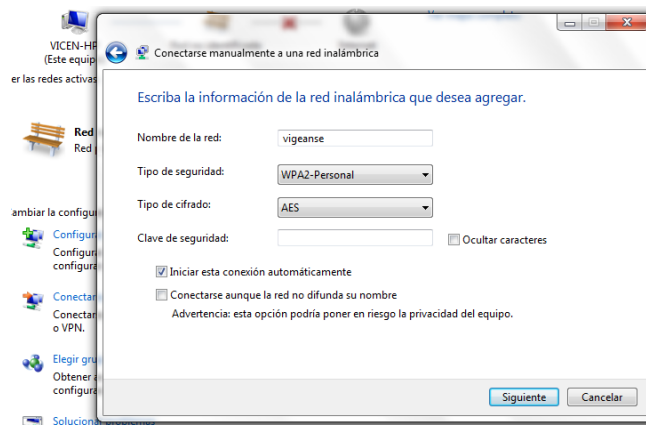 VICEN-HP
(Este equip
er las redes activas
Red
Red
ambiar la configu
Configur
Configura
configura
Conectar
Conectar
o VPN.
Elegir gru
Obtener
configura
Solucionar problemas
Conectarse manualmente a una red inalámbrica
Escriba la información de la red inalámbrica que desea agregar.
Nombre de la red:
vigeanse
Tipo de seguridad:
WPA2-Personal
Tipo de cifrado:
AES
Clave de seguridad:
Ocultar caracteres
Iniciar esta conexión automáticamente
Conectarse aunque la red no difunda su nombre
Advertencia: esta opción podría poner en riesgo la privacidad del equipo.
Siguiente
Cancelar